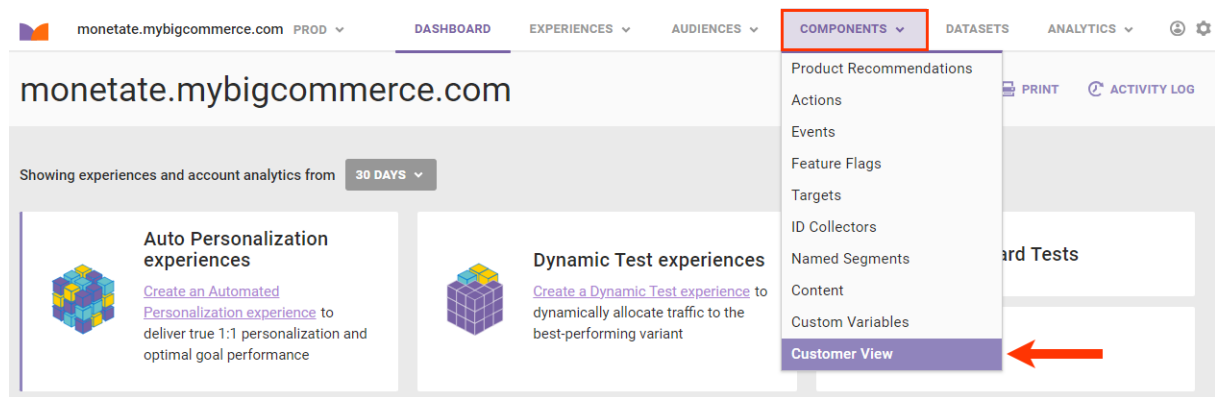 monetate.mybigcommerce.com PROD
DASHBOARD
EXPERIENCES
AUDIENCES
COMPONENTS
DATASETS
ANALYTICS
monetate.mybigcommerce.com
PRINT
ACTIVITY LOG
Product Recommendations
Actions
Events
Feature Flags
Targets
ID Collectors
Named Segments
Content
Custom Variables
Customer View
Showing experiences and account analytics from 30 DAYS
Auto Personalization
experiences
Create an Automated
Personalization experience to
deliver true 1:1 personalization and
optimal goal performance
Dynamic Test experiences
Create a Dynamic Test experience to
dynamically allocate traffic to the
best-performing variant
Tests